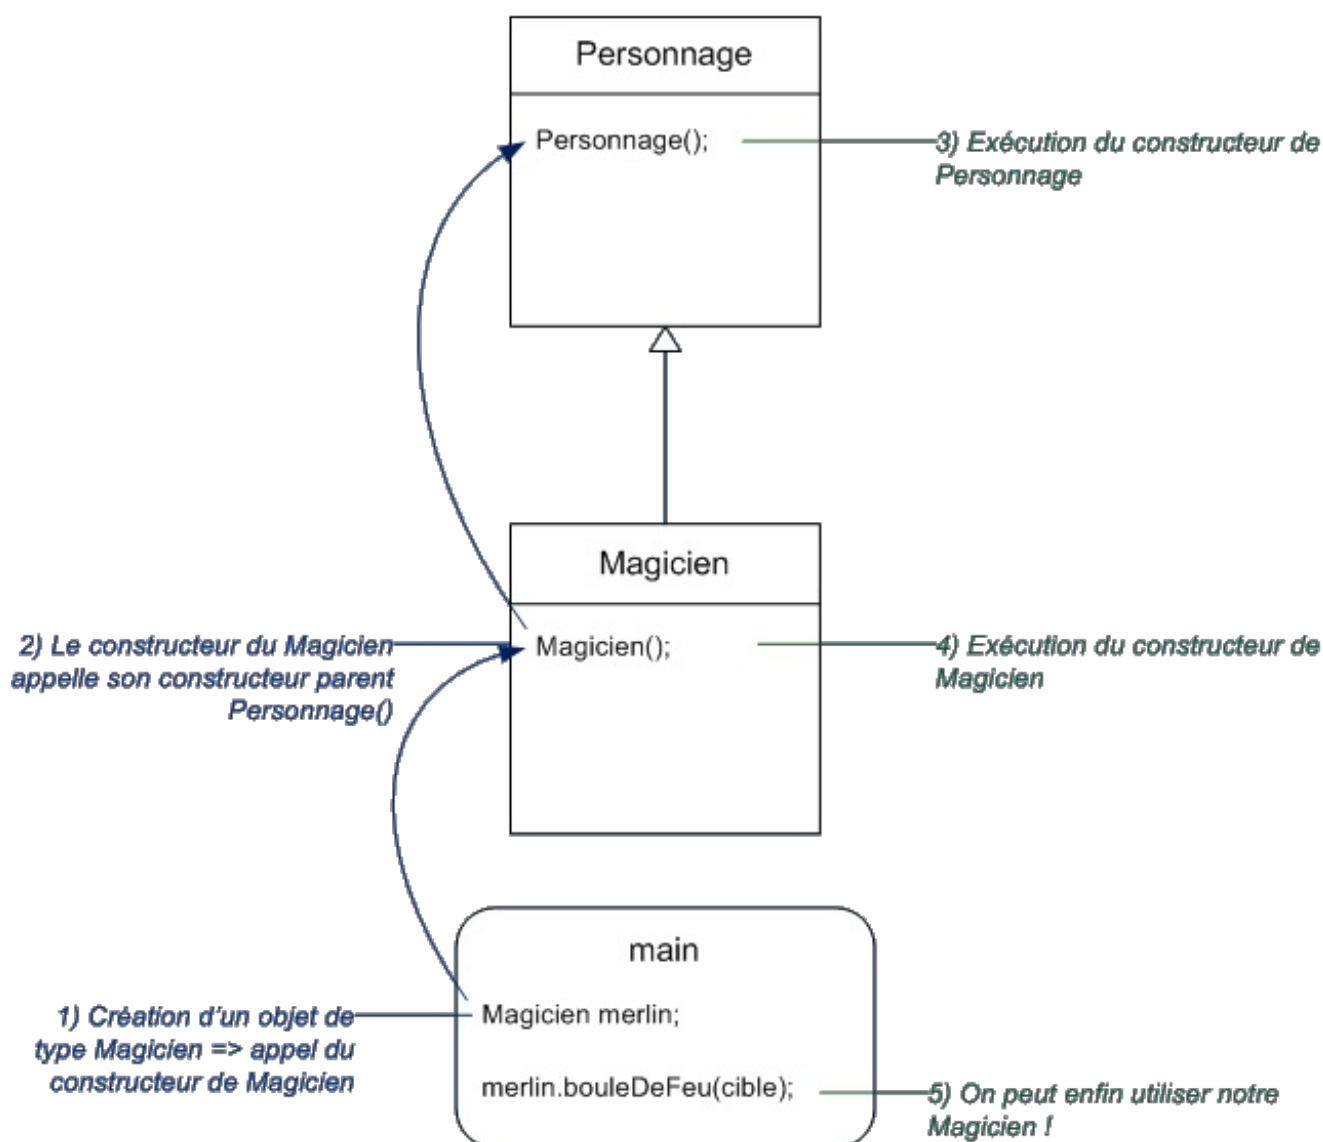 Personnage
Personnage();
3) Exécution du constructeur de
Personnage
Magicien
2) Le constructeur du Magicien
appelle son constructeur parent
Personnage()
Magicien();
4) Exécution du constructeur de
Magicien
main
1) Création d'un objet de
type Magicien => appel du
constructeur de Magicien
Magicien merlin;
merlin.bouleDeFeu(cible);
5) On peut enfin utiliser notre
Magicien !